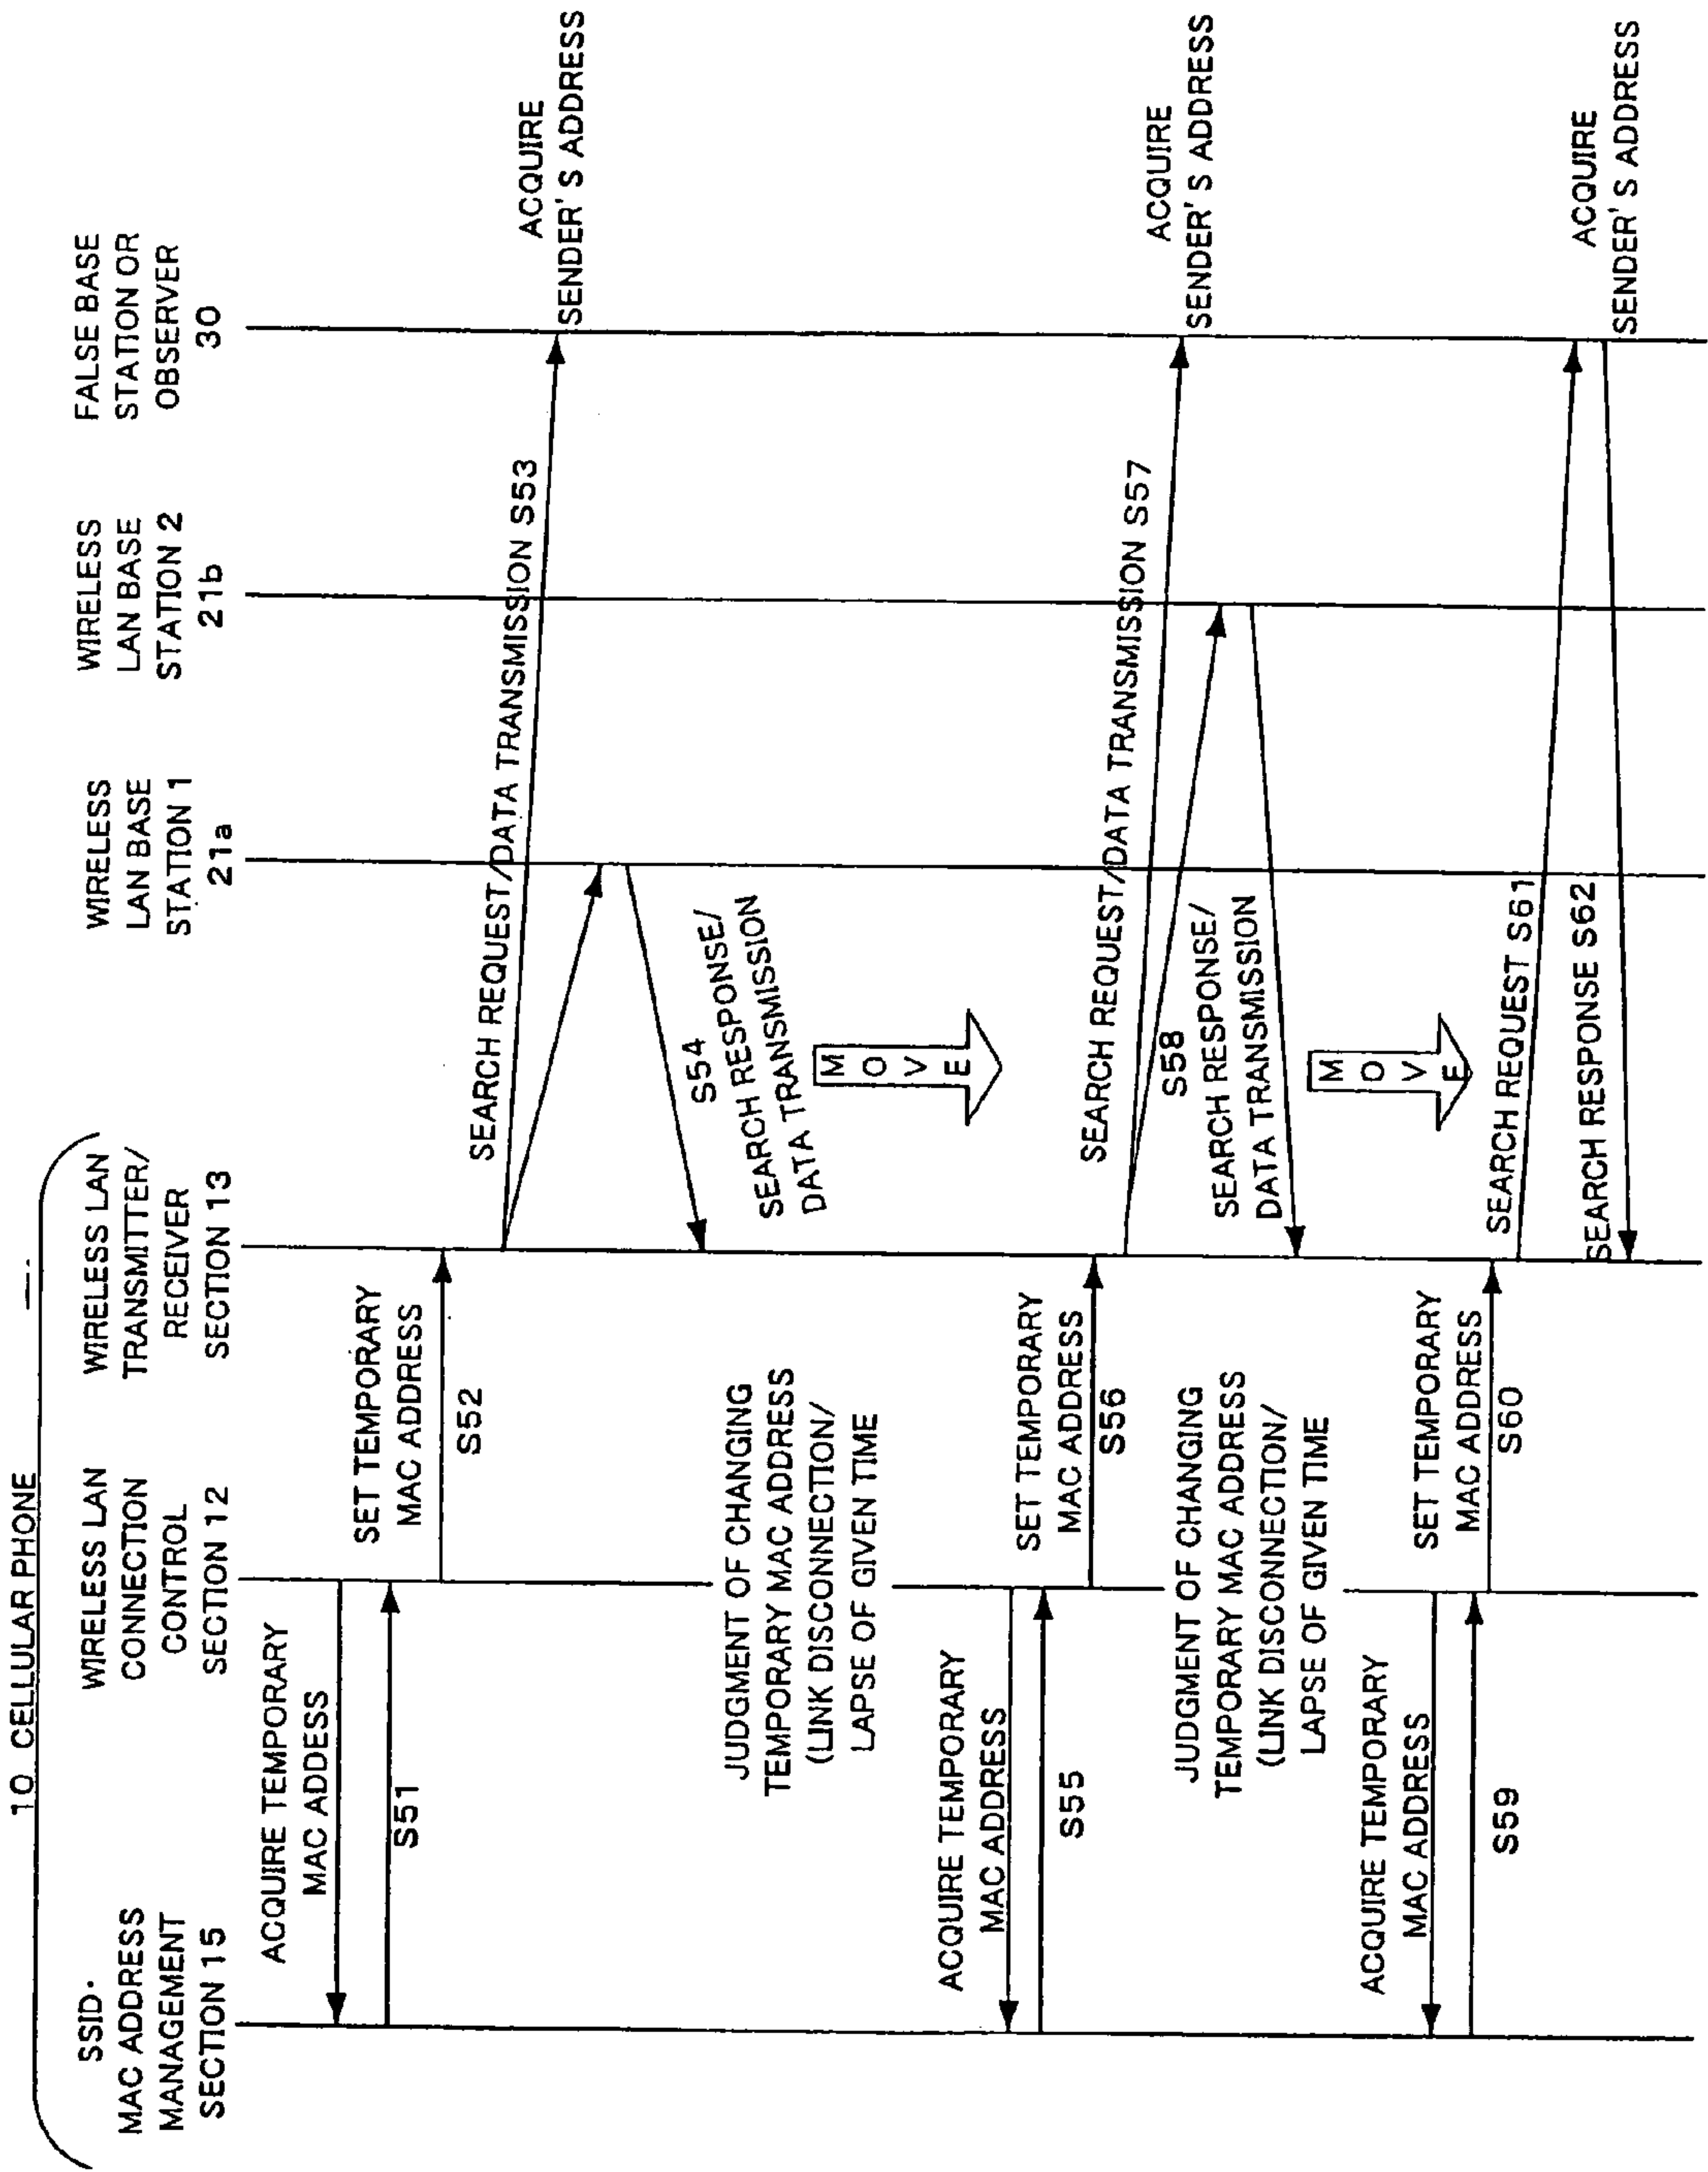 10 CELLULAR PHONE
SSID·
MAC ADDRESS
MANAGEMENT
SECTION 15
WIRELESS LAN
CONNECTION
CONTROL
SECTION 12
WIRELESS LAN
TRANSMITTER/
RECEIVER
SECTION 13
WIRELESS
LAN BASE
STATION 1
21a
WIRELESS
LAN BASE
STATION 2
21b
FALSE BASE
STATION OR
OBSERVER
30
ACQUIRE TEMPORARY
MAC ADDESS
S51
SET TEMPORARY
MAC ADDRESS
S52
SEARCH REQUEST/DATA TRANSMISSION S53
ACQUIRE
SENDER'S ADDRESS
S54
SEARCH RESPONSE/
DATA TRANSMISSION
JUDGMENT OF CHANGING
TEMPORARY MAC ADDRESS
(LINK DISCONNECTION/
LAPSE OF GIVEN TIME
MOVE
ACQUIRE TEMPORARY
MAC ADDRESS
S55
SET TEMPORARY
MAC ADDRESS
S56
SEARCH REQUEST/DATA TRANSMISSION S57
ACQUIRE
SENDER'S ADDRESS
S58
SEARCH RESPONSE/
DATA TRANSMISSION
JUDGMENT OF CHANGING
TEMPORARY MAC ADDRESS
(LINK DISCONNECTION/
LAPSE OF GIVEN TIME
MOVE
ACQUIRE TEMPORARY
MAC ADDRESS
S59
SET TEMPORARY
MAC ADDRESS
S60
SEARCH REQUEST S61
ACQUIRE
SENDER'S ADDRESS
SEARCH RESPONSE S62